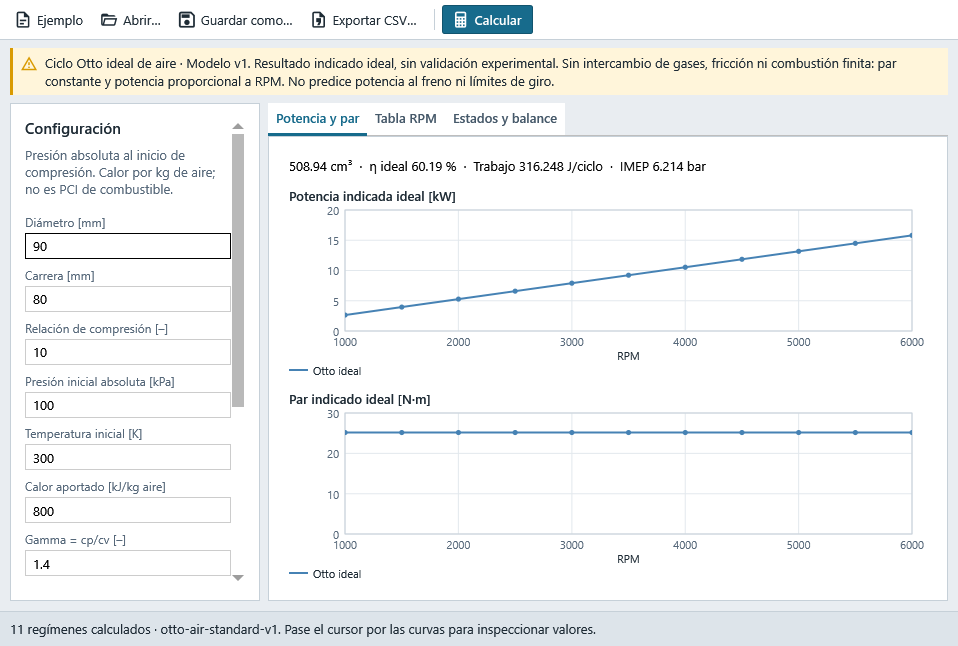 Ejemplo Abrir... Guardar como... Exportar CSV... Calcular
Ciclo Otto ideal de aire · Modelo v1. Resultado indicado ideal, sin validación experimental. Sin intercambio de gases, fricción ni combustión finita: par
constante y potencia proporcional a RPM. No predice potencia al freno ni límites de giro.
Configuración
Presión absoluta al inicio de
compresión. Calor por kg de aire;
no es PCI de combustible.
Diámetro [mm]
90
Carrera [mm]
80
Relación de compresión [–]
10
Presión inicial absoluta [kPa]
100
Temperatura inicial [K]
300
Calor aportado [kJ/kg aire]
800
Gamma = cp/cv [–]
1.4
Potencia y par Tabla RPM Estados y balance
508.94 cm³ · η ideal 60.19 % · Trabajo 316.248 J/ciclo · IMEP 6.214 bar
Potencia indicada ideal [kW]
20
15
10
5
0
1000 2000 3000 4000 5000 6000
RPM
Otto ideal
Par indicado ideal [N·m]
30
20
10
0
1000 2000 3000 4000 5000 6000
RPM
Otto ideal
11 regímenes calculados · otto-air-standard-v1. Pase el cursor por las curvas para inspeccionar valores.